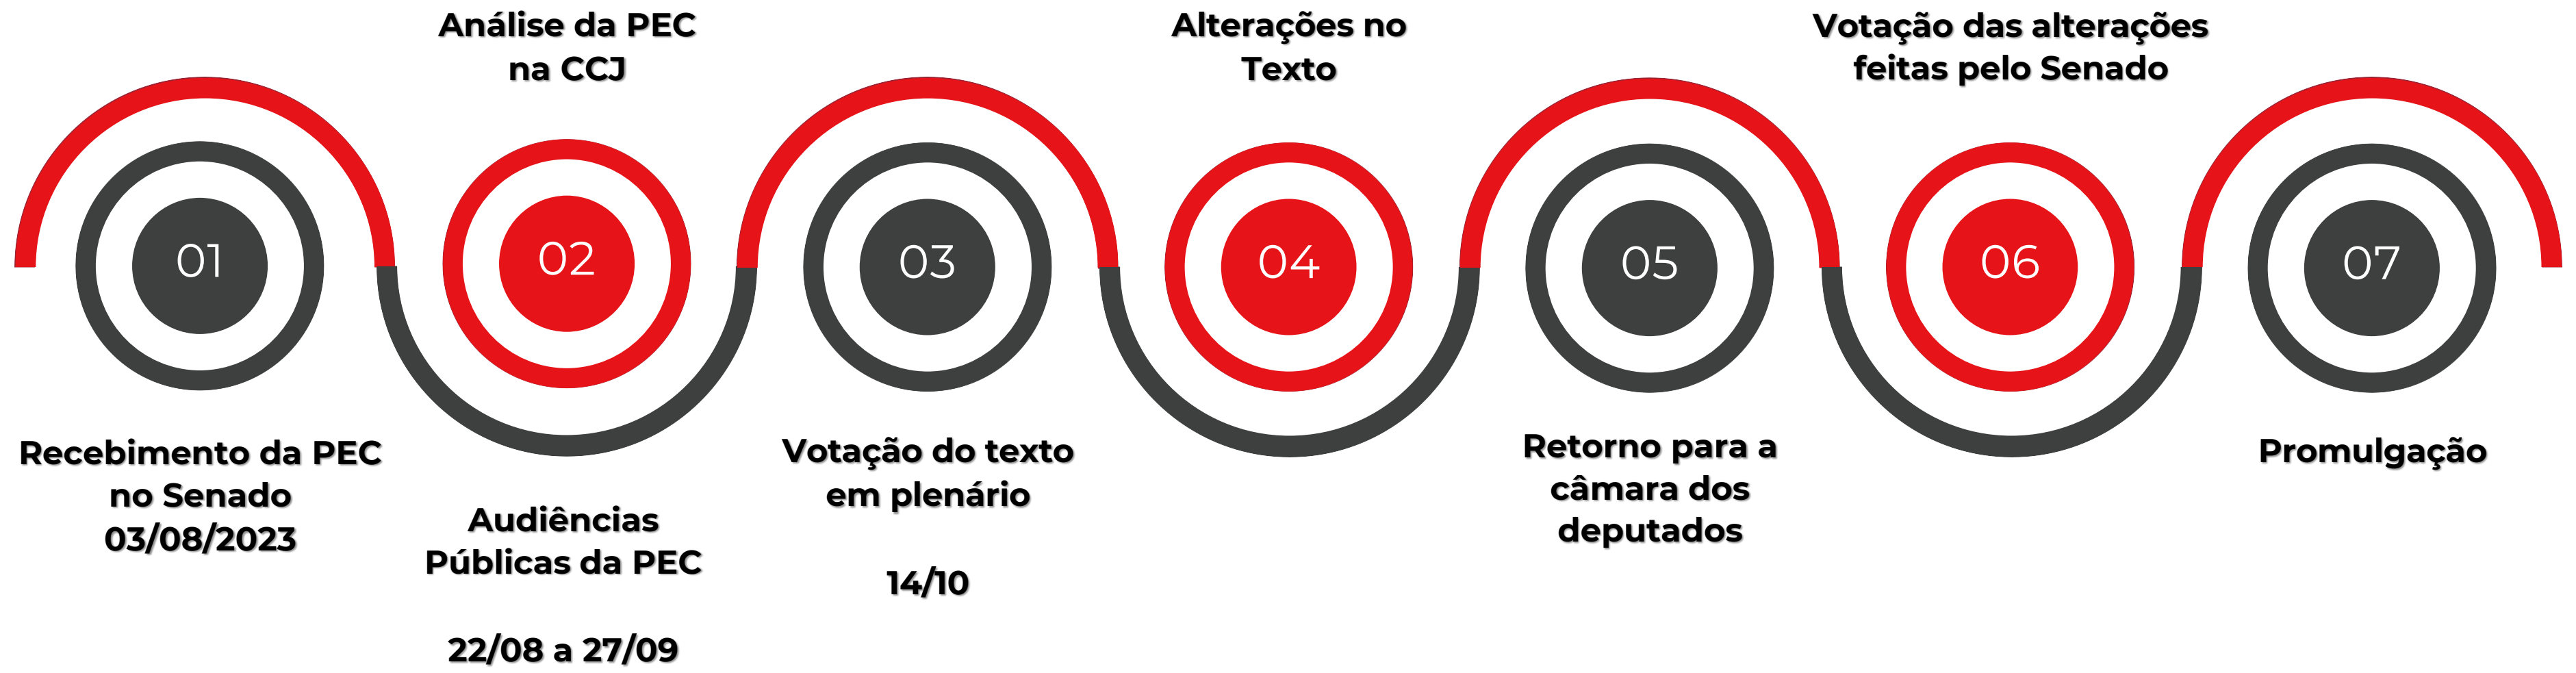 01
Recebimento da PEC
no Senado
03/08/2023
Análise da PEC
na CCJ
02
Audiências
Públicas da PEC
22/08 a 27/09
03
Votação do texto
em plenário
14/10
Alterações no
Texto
04
05
Retorno para a
câmara dos
deputados
Votação das alterações
feitas pelo Senado
06
07
Promulgação